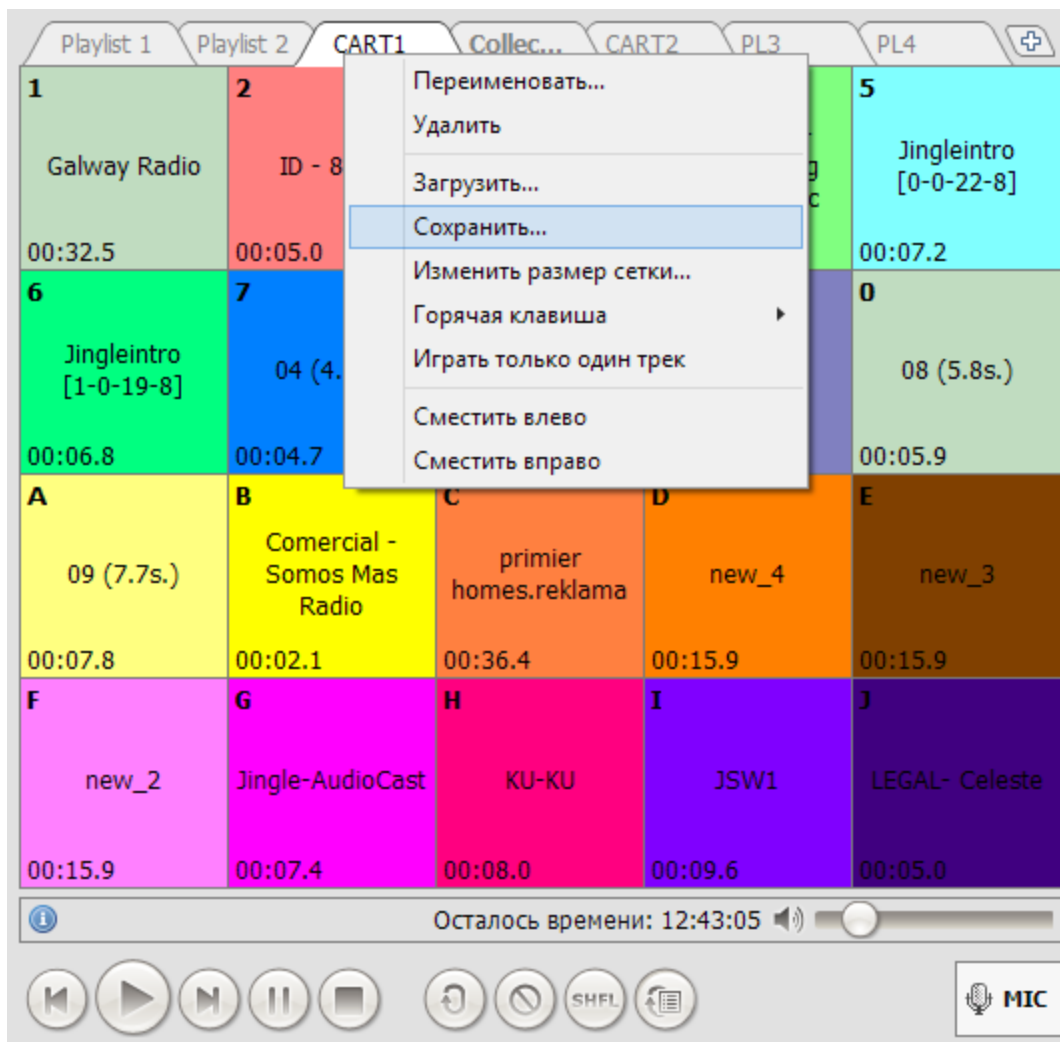 Playlist 1
Playlist 2
CART1
Collec...
CART2
PL3
PL4
Переименовать...
Удалить
Загрузить...
Сохранить...
Изменить размер сетки...
Горячая клавиша
Играть только один трек
Сместить влево
Сместить вправо
1
Galway Radio
00:32.5
2
ID - 8
00:05.0
5
Jingleintro
[0-0-22-8]
00:07.2
6
Jingleintro
[1-0-19-8]
00:06.8
7
04 (4.
00:04.7
0
08 (5.8s.)
00:05.9
A
09 (7.7s.)
00:07.8
B
Comercial -
Somos Mas
Radio
00:02.1
C
primier
homes.reklama
00:36.4
D
new_4
00:15.9
E
new_3
00:15.9
F
new_2
00:15.9
G
Jingle-AudioCast
00:07.4
H
KU-KU
00:08.0
I
JSW1
00:09.6
J
LEGAL- Celeste
00:05.0
Осталось времени: 12:43:05
SHFL
MIC